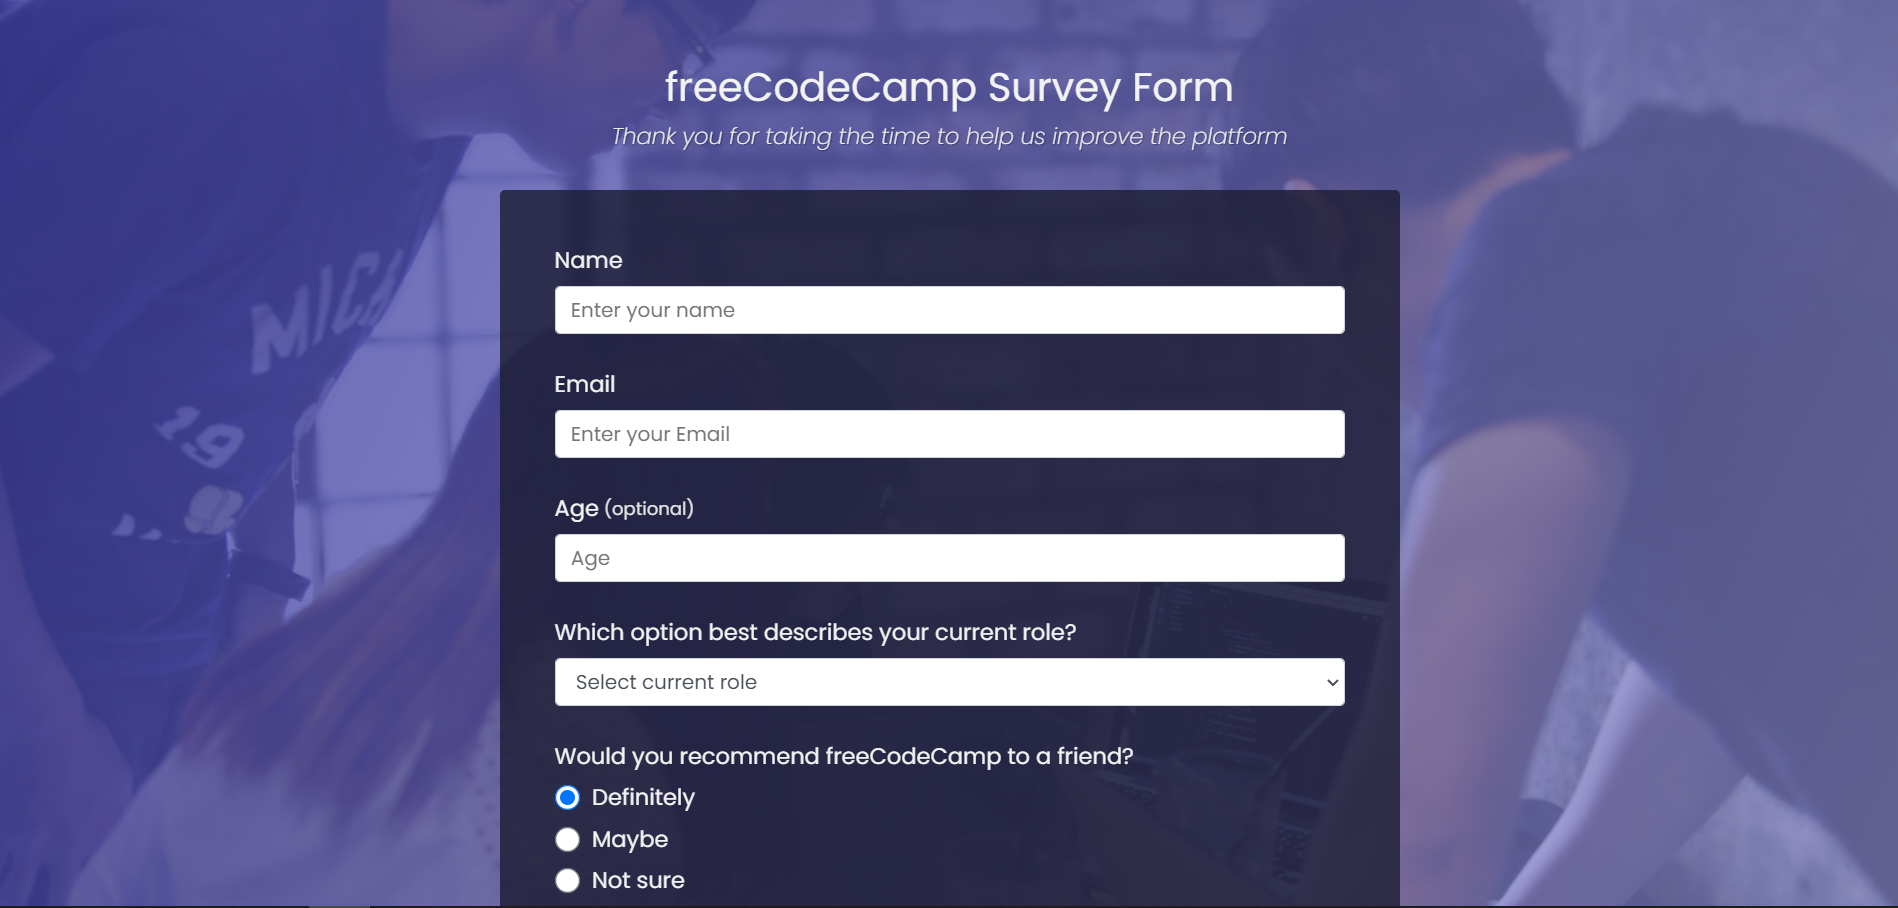 freeCodeCamp Survey Form
Thank you for taking the time to help us improve the platform
Name
Enter your name
Email
Enter your Email
Age (optional)
Age
Which option best describes your current role?
Select current role
Would you recommend freeCodeCamp to a friend?
Definitely
Maybe
Not sure
19